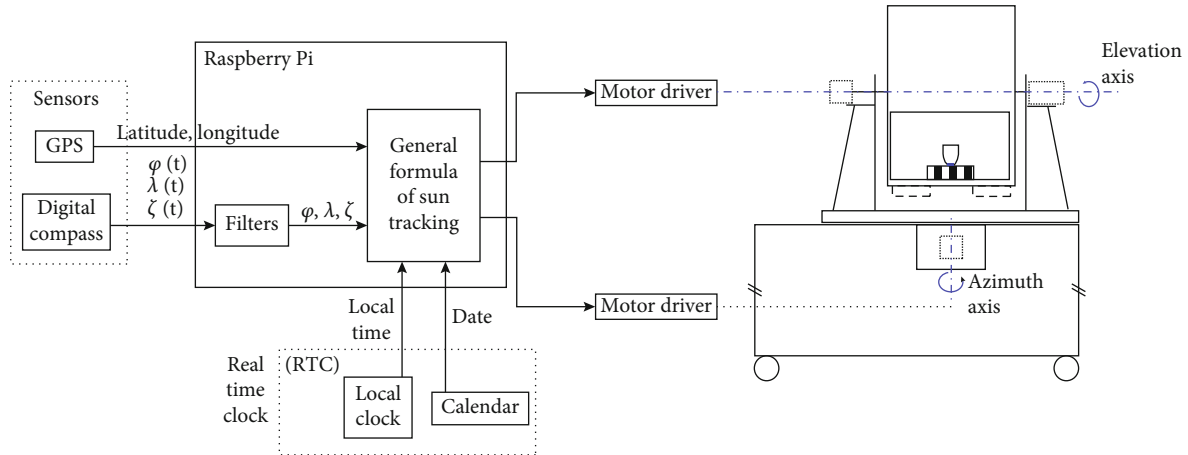 Raspberry Pi
Sensors
GPS
Latitude, longitude
φ (t)
λ (t)
ζ (t)
Digital
compass
Filters
φ, λ, ζ
General
formula
of sun
tracking
Motor driver
Elevation
axis
Motor driver
Azimuth
axis
Local
time
Date
Real
time
clock
(RTC)
Local
clock
Calendar